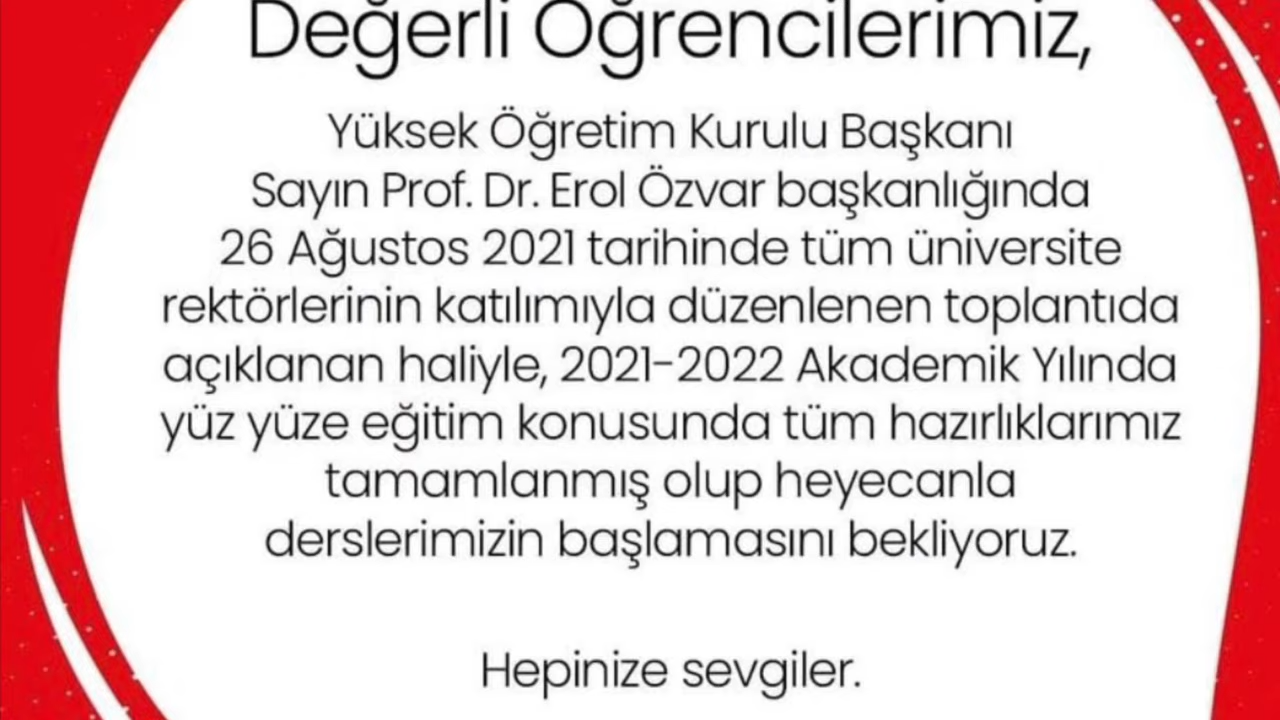 Değerli Öğrencilerimiz,
Yüksek Öğretim Kurulu Başkanı
Sayın Prof. Dr. Erol Özvar başkanlığında
26 Ağustos 2021 tarihinde tüm üniversite
rektörlerinin katılımıyla düzenlenen toplantıda
açıklanan haliyle, 2021-2022 Akademik Yılında
yüz yüze eğitim konusunda tüm hazırlıklarımız
tamamlanmış olup heyecanla
derslerimizin başlamasını bekliyoruz.
Hepinize sevgiler.